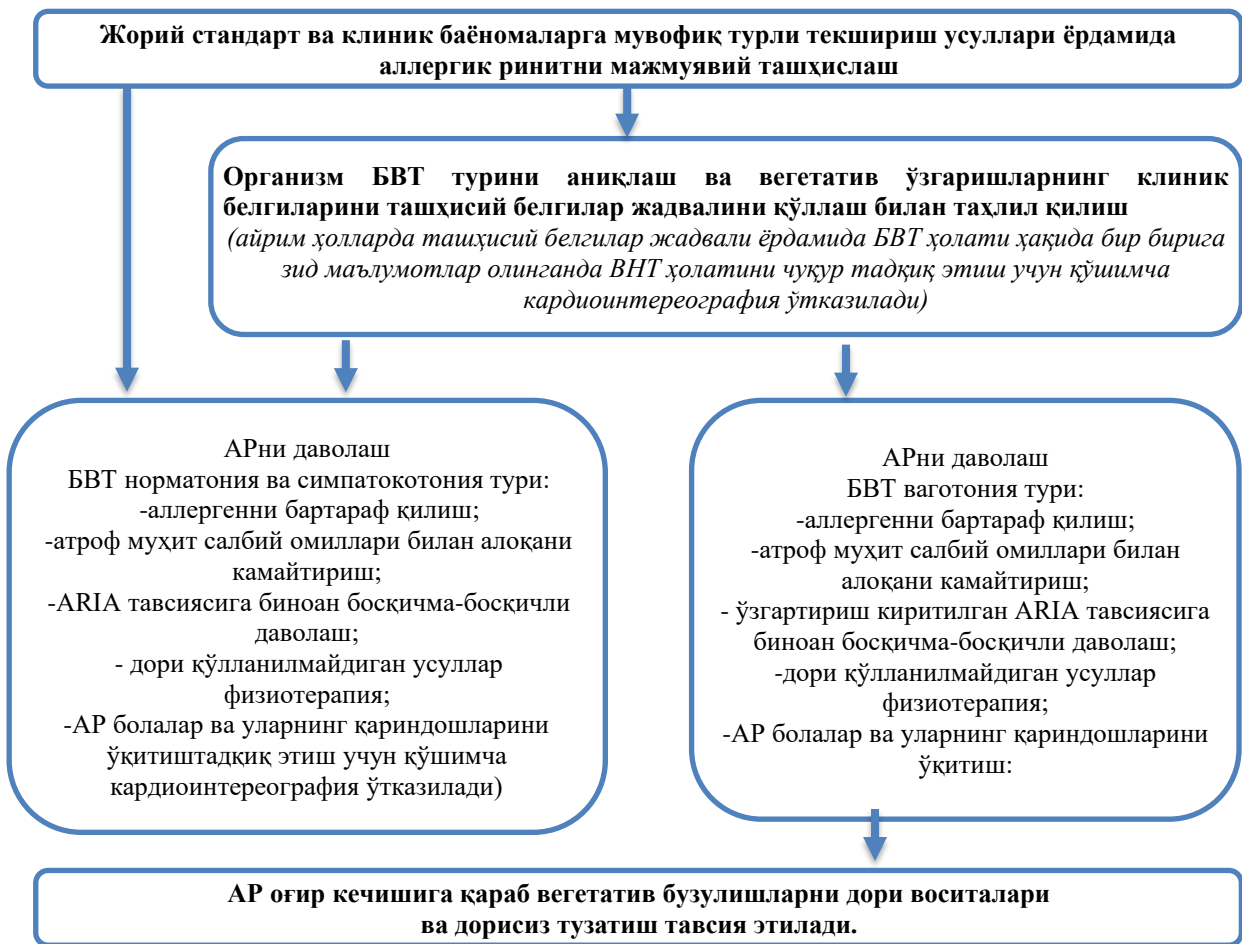 Жорий стандарт ва клиник баёномаларга мувофиқ турли текшириш усуллари ёрдамида
аллергик ринитни мажмуявий ташҳислаш
Организм БВТ турини аниқлаш ва вегетатив ўзгаришларнинг клиник
белгиларини ташҳисий белгилар жадвалини қўллаш билан таҳлил қилиш
(айрим ҳолларда ташҳисий белгилар жадвали ёрдамида БВТ ҳолати ҳақида бир бирига
зид маълумотлар олинганда ВНТ ҳолатини чуқур тадқиқ этиш учун қўшимча
кардиоинтереография ўтказилади)
АРни даволаш
БВТ норматония ва симпатокотония тури:
-аллергенни бартараф қилиш;
-атроф муҳит салбий омиллари билан алоқани
камайтириш;
-ARIA тавсиясига биноан босқичма-босқичли
даволаш;
- дори қўлланилмайдиган усуллар
физиотерапия;
-АР болалар ва уларнинг қариндошларини
ўқитиштадқиқ этиш учун қўшимча
кардиоинтереография ўтказилади)
АРни даволаш
БВТ ваготония тури:
-аллергенни бартараф қилиш;
-атроф муҳит салбий омиллари билан
алоқани камайтириш;
- ўзгартириш киритилган ARIA тавсиясига
биноан босқичма-босқичли даволаш;
-дори қўлланилмайдиган усуллар
физиотерапия;
-АР болалар ва уларнинг қариндошларини
ўқитиш:
АР оғир кечишига қараб вегетатив бузулишларни дори воситалари
ва дорисиз тузатиш тавсия этилади.